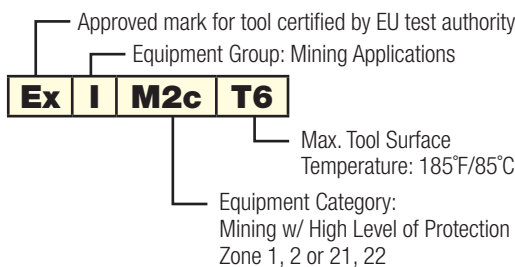 Approved mark for tool certified by EU test authority
Equipment Group: Mining Applications
Ex I M2c T6
Max. Tool Surface
Temperature: 185˚F/85˚C
Equipment Category:
Mining w/ High Level of Protection
Zone 1, 2 or 21, 22